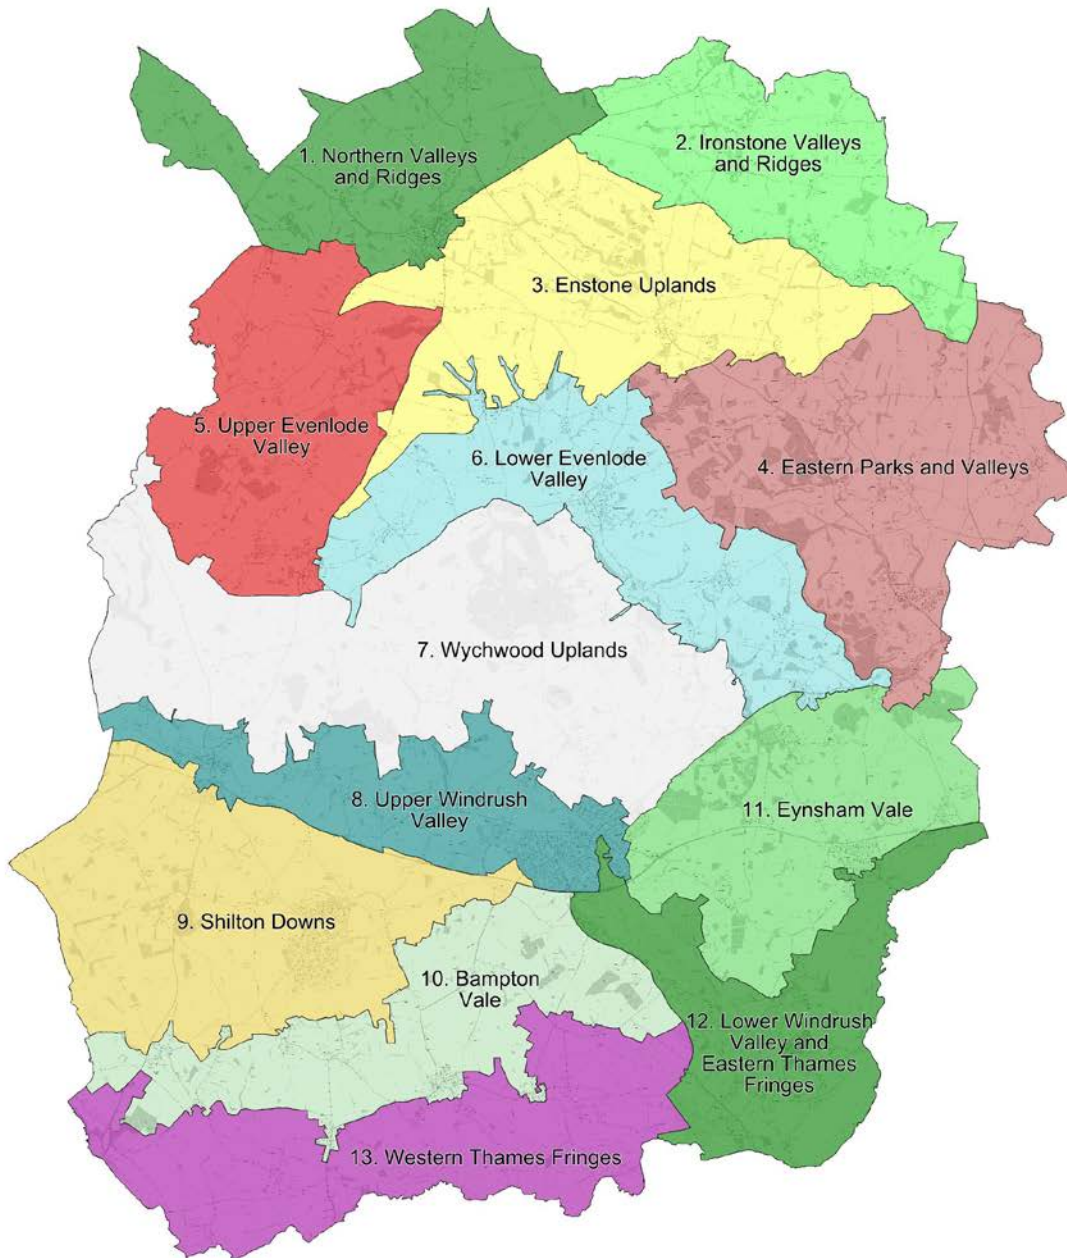 1. Northern Valleys
and Ridges
2. Ironstone Valleys
and Ridges
3. Enstone Uplands
5. Upper Evenlode
Valley
6. Lower Evenlode
Valley
4. Eastern Parks and Valleys
7. Wychwood Uplands
8. Upper Windrush
Valley
11. Eynsham Vale
9. Shilton Downs
10. Bampton
Vale
12. Lower Windrush
Valley and
Eastern Thames
Fringes
13. Western Thames Fringes